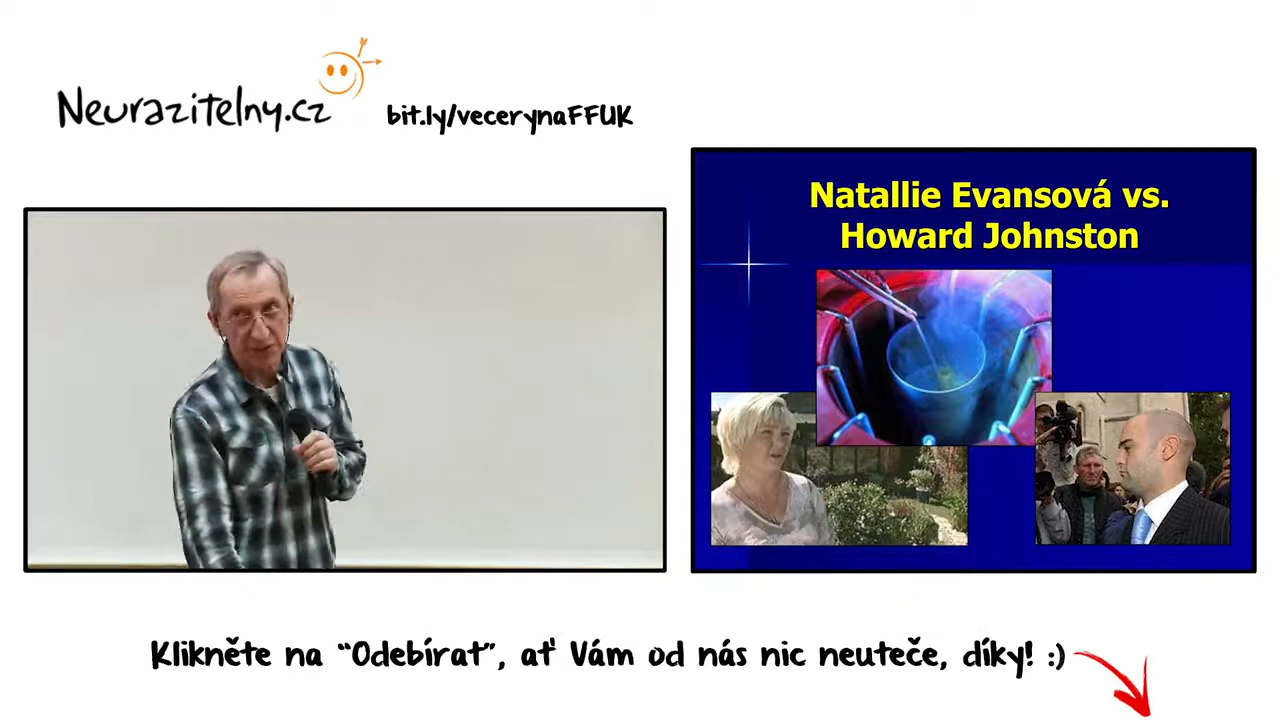 Neurazitelny.cz
bit.ly/vecerynaFFUK
Natallie Evansová vs.
Howard Johnston
Klikněte na "Odebírat", ať Vám od nás nic neuteče, díky! :)